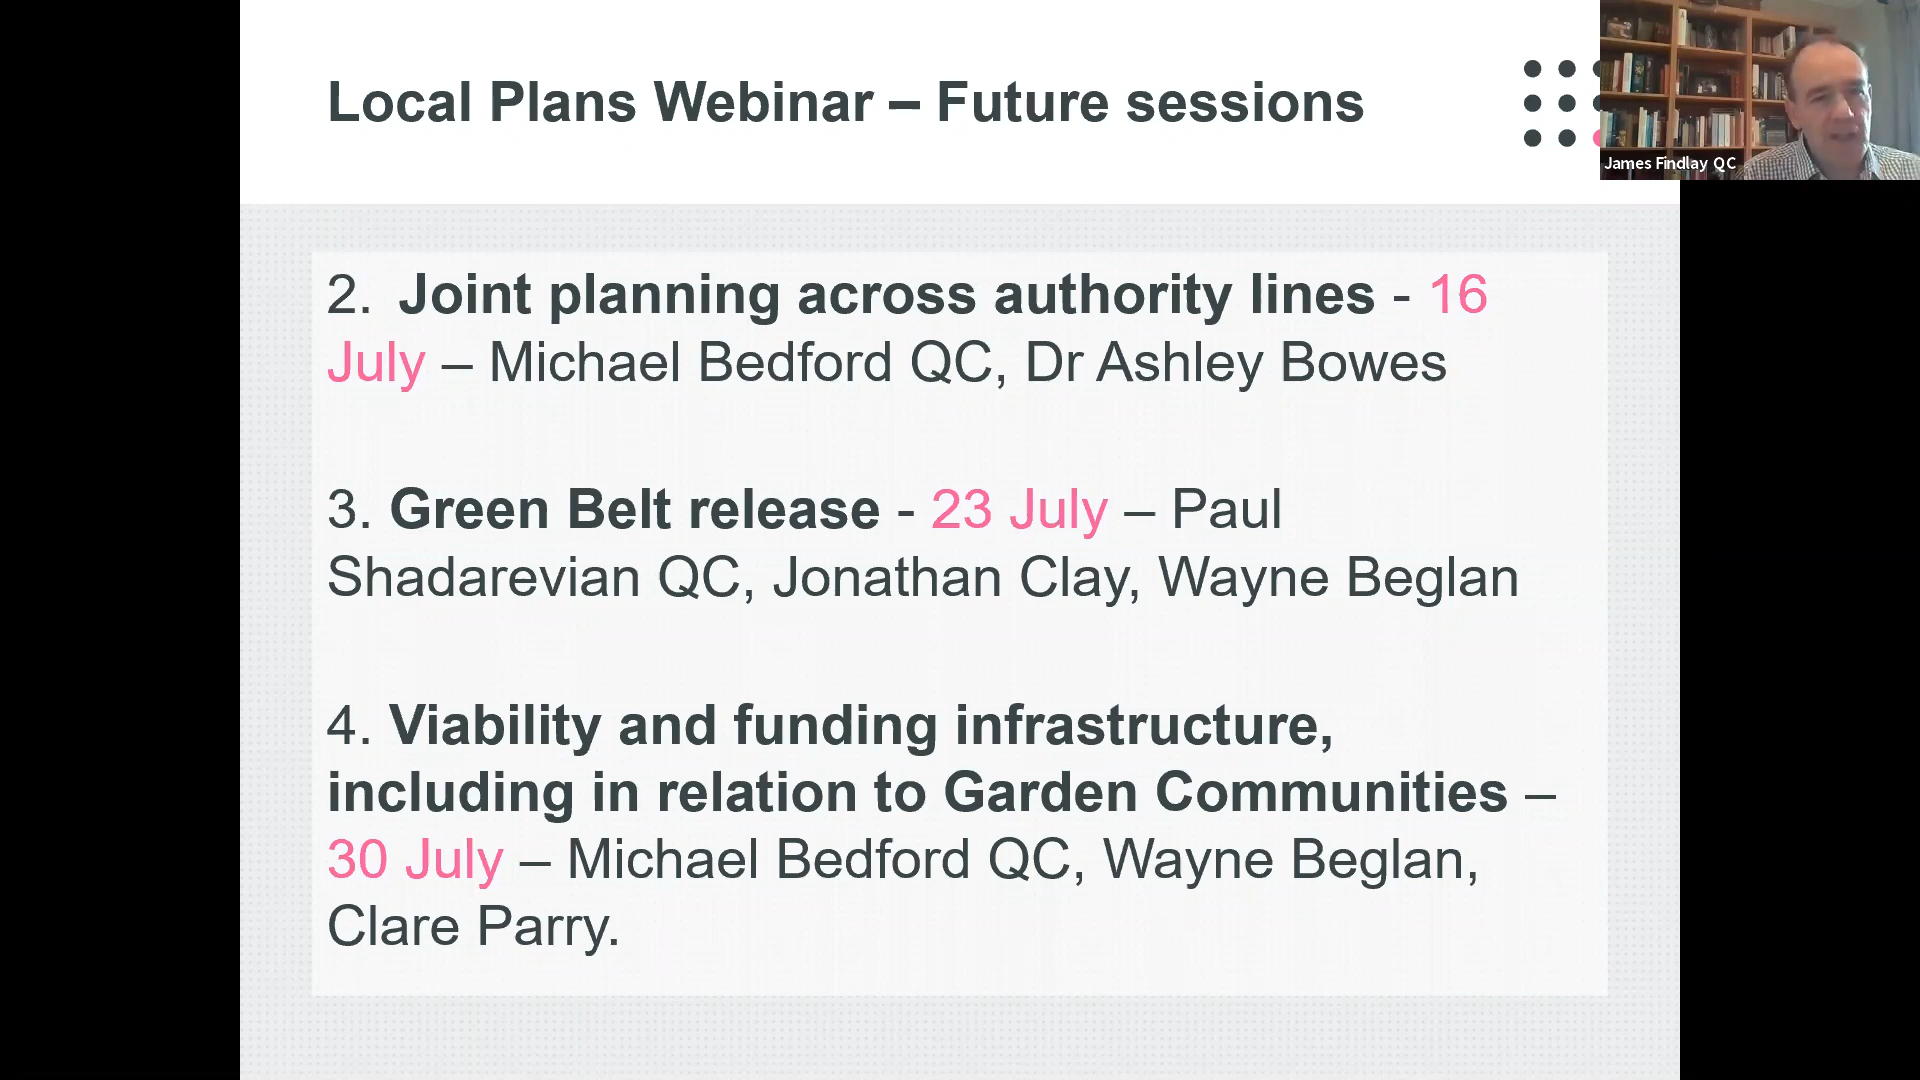 Local Plans Webinar – Future sessions
James Findlay QC
2. Joint planning across authority lines - 16
July – Michael Bedford QC, Dr Ashley Bowes
3. Green Belt release - 23 July – Paul
Shadarevian QC, Jonathan Clay, Wayne Beglan
4. Viability and funding infrastructure,
including in relation to Garden Communities –
30 July – Michael Bedford QC, Wayne Beglan,
Clare Parry.